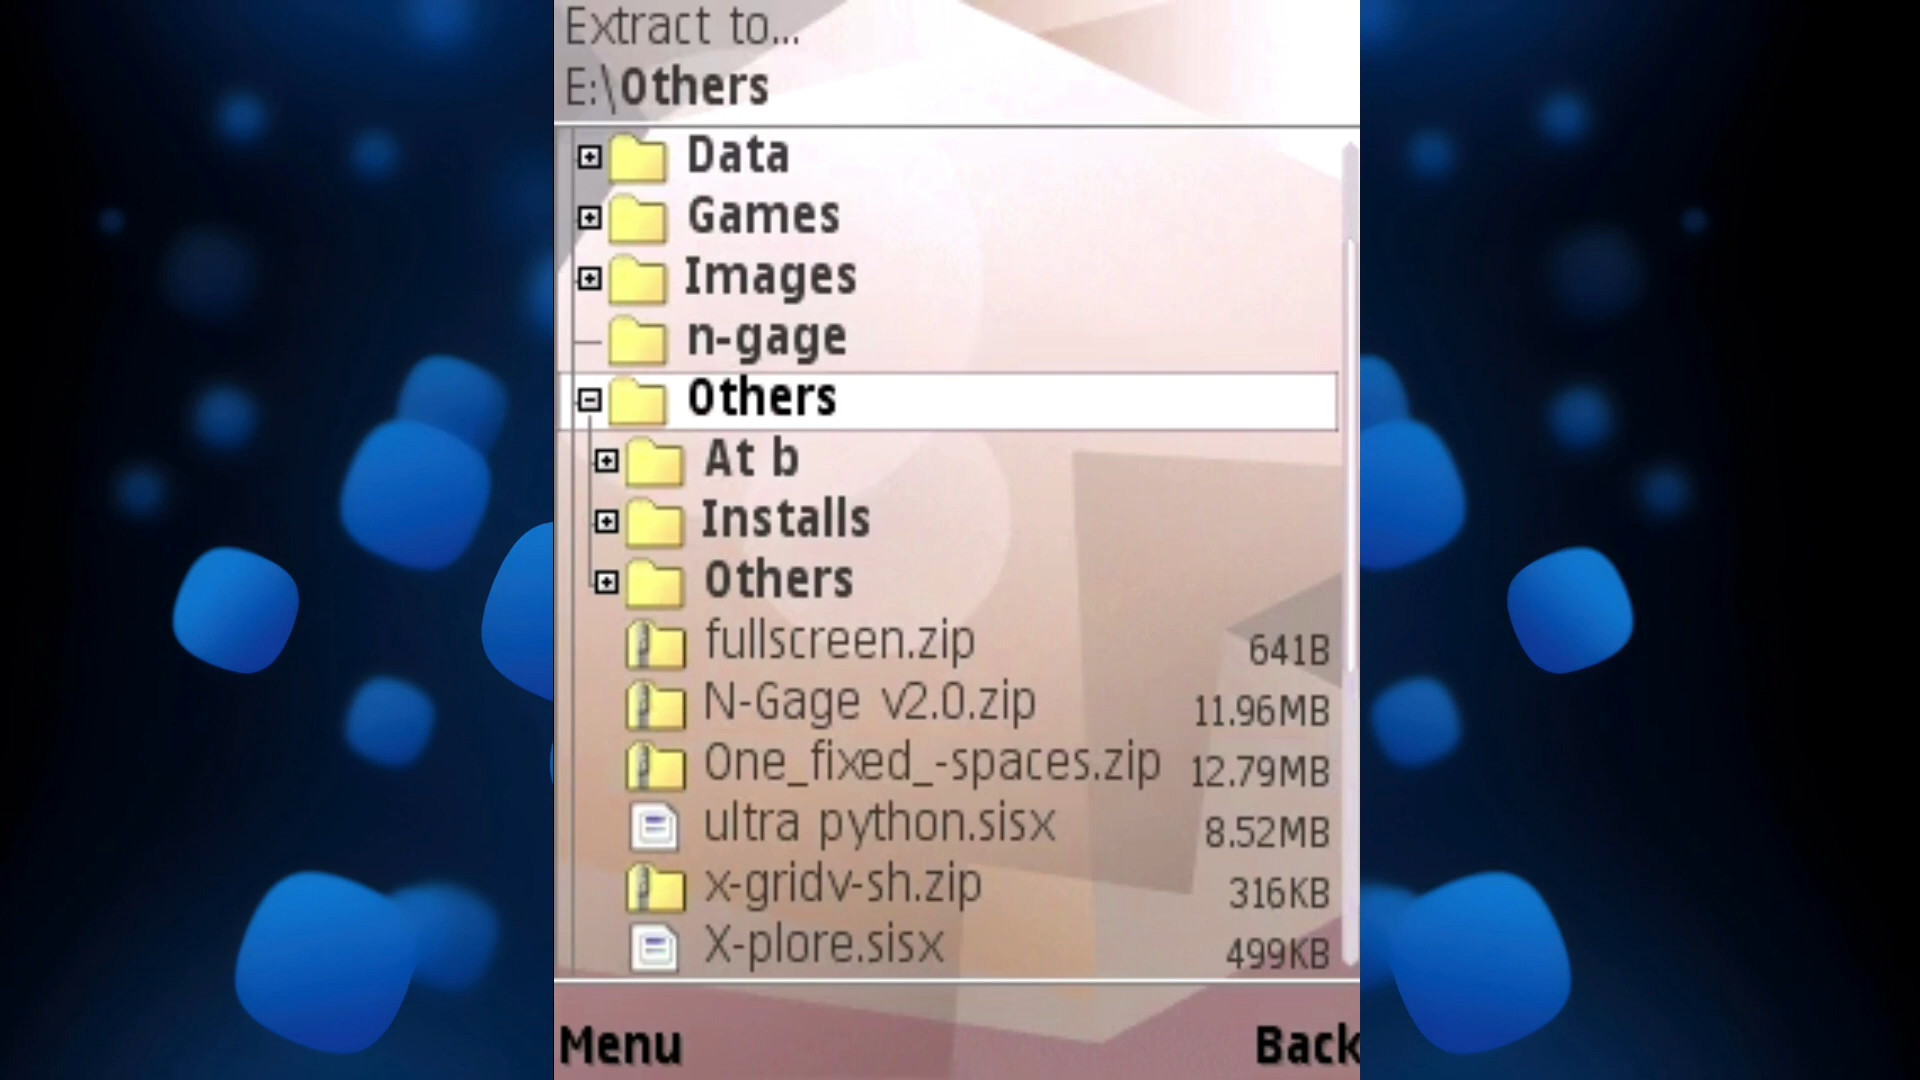 Extract to...
E:\Others
Data
Games
Images
n-gage
Others
At b
Installs
Others
fullscreen.zip 641B
N-Gage v2.0.zip 11.96MB
One_fixed_-spaces.zip 12.79MB
ultra python.sisx 8.52MB
x-gridv-sh.zip 316KB
X-plore.sisx 499KB
Menu Back